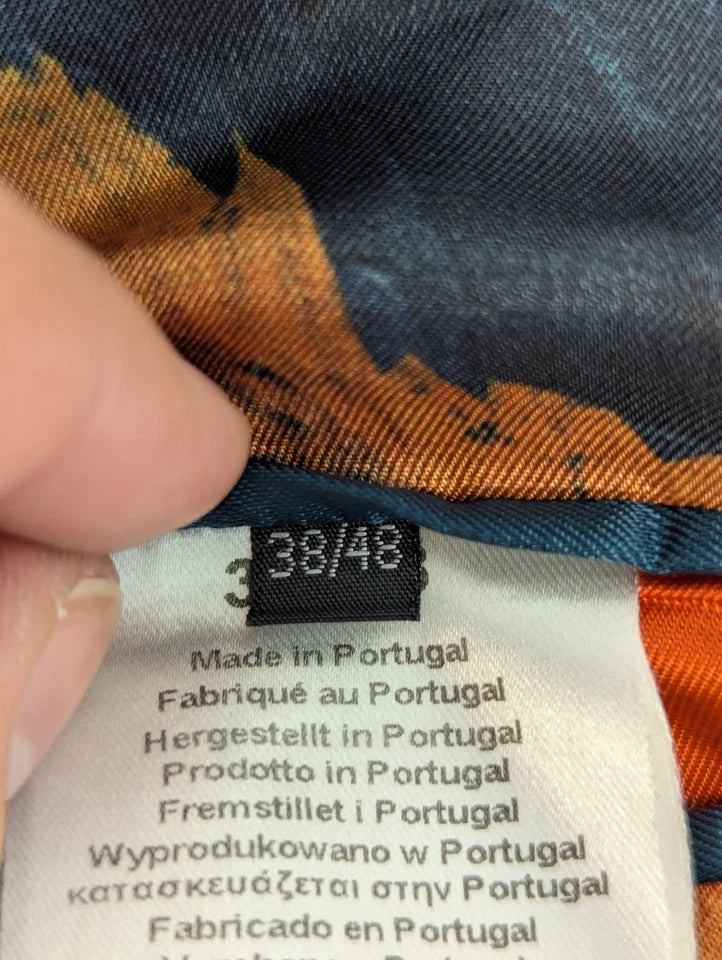 38/48
Made in Portugal
Fabriqué au Portugal
Hergestellt in Portugal
Prodotto in Portugal
Fremstillet i Portugal
Wyprodukowano w Portugal
κατασκευάζεται στην Portugal
Fabricado en Portugal